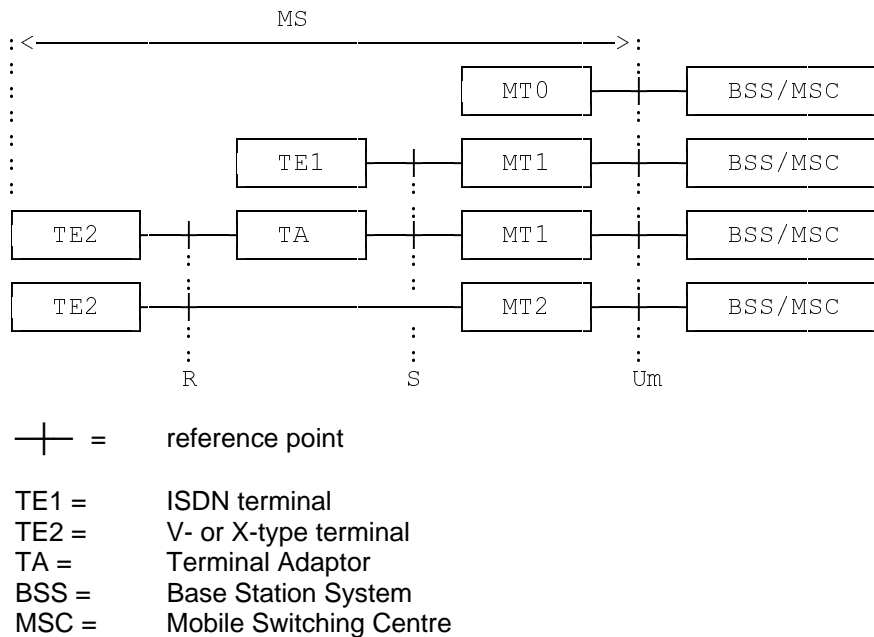 MS
MT0 BSS/MSC
TE1 MT1 BSS/MSC
TE2 TA MT1 BSS/MSC
TE2 MT2 BSS/MSC
R S Um
= reference point
TE1 = ISDN terminal
TE2 = V- or X-type terminal
TA = Terminal Adaptor
BSS = Base Station System
MSC = Mobile Switching Centre